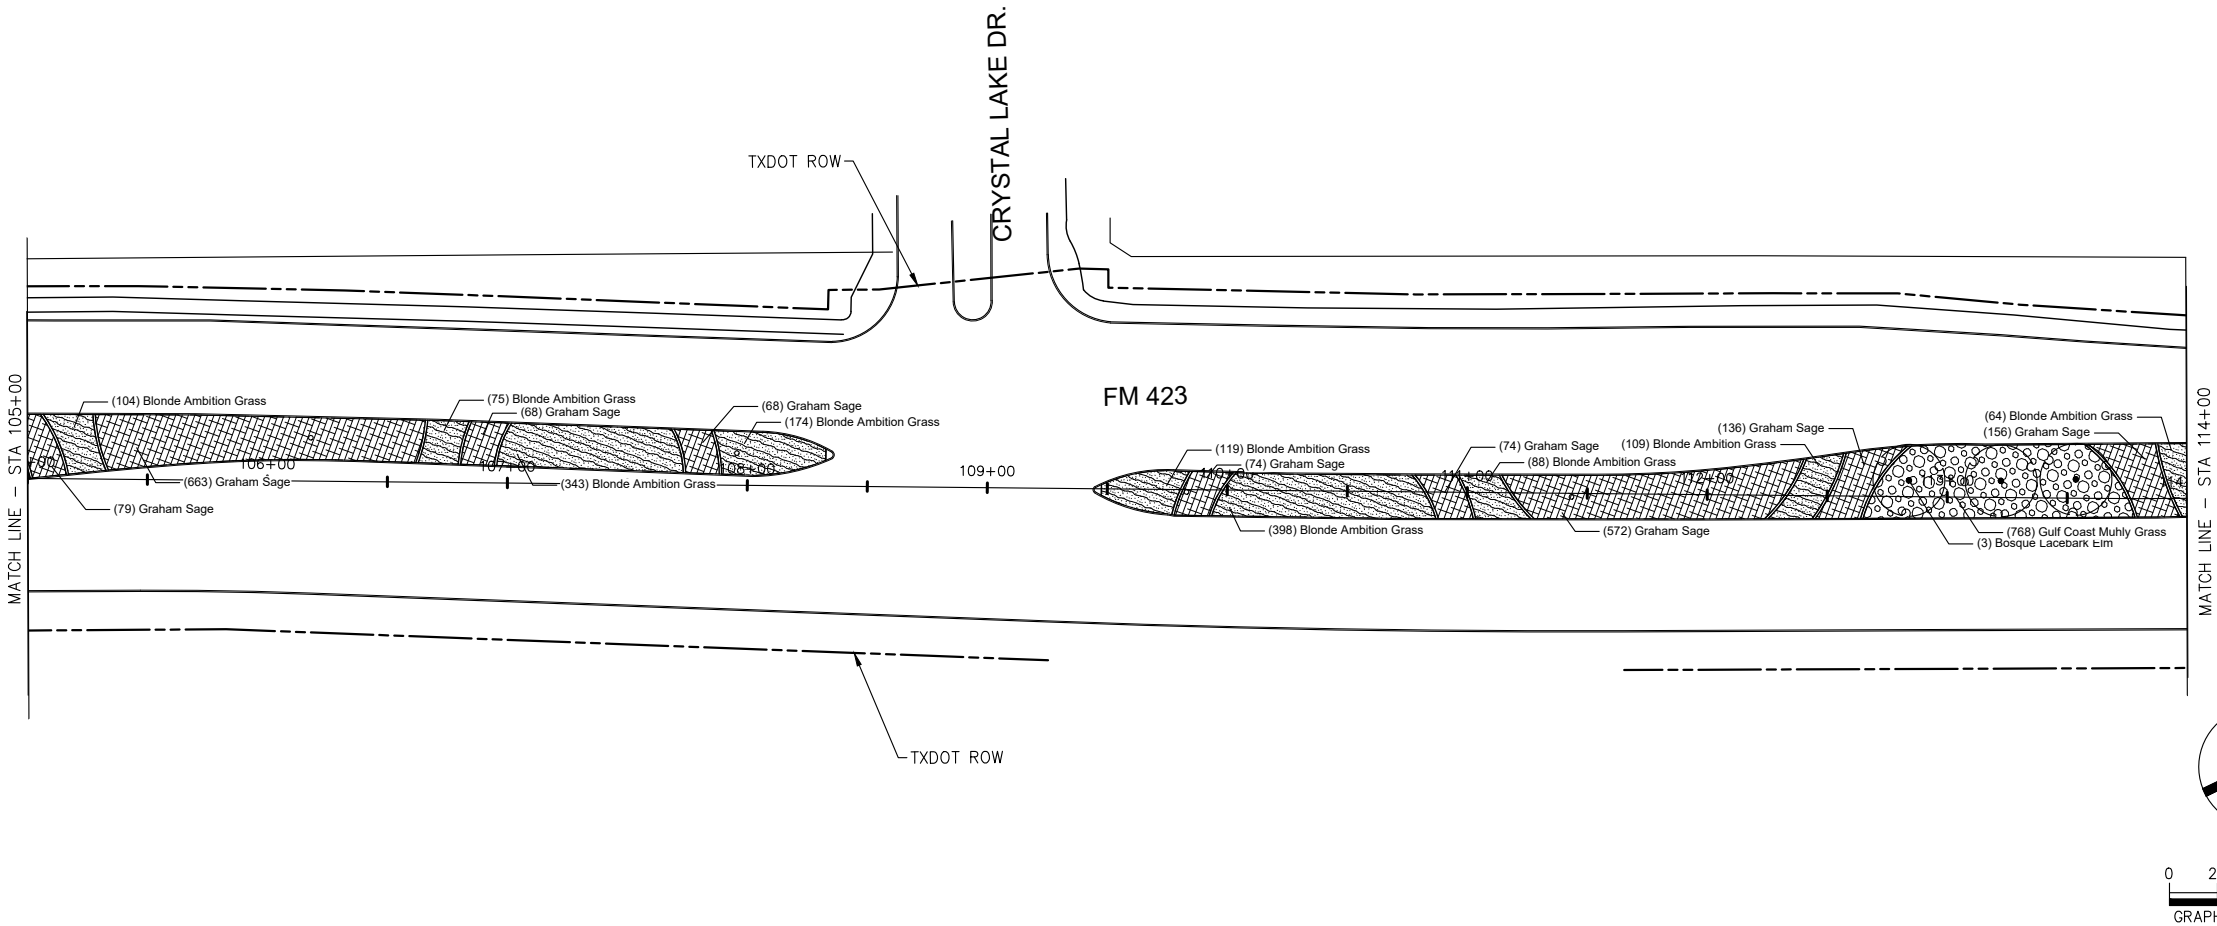 CRYSTAL LAKE DR.
TXDOT ROW
FM 423
MATCH LINE – STA 105+00
MATCH LINE – STA 114+00
(104) Blonde Ambition Grass
(75) Blonde Ambition Grass
(68) Graham Sage
(68) Graham Sage
(174) Blonde Ambition Grass
106+00
107+00
108+00
109+00
(663) Graham Sage
(343) Blonde Ambition Grass
(79) Graham Sage
(119) Blonde Ambition Grass
(74) Graham Sage
110+00
(398) Blonde Ambition Grass
(74) Graham Sage
(88) Blonde Ambition Grass
111+00
(572) Graham Sage
(136) Graham Sage
(109) Blonde Ambition Grass
112+00
113+00
(64) Blonde Ambition Grass
(156) Graham Sage
(768) Gulf Coast Muhly Grass
(3) Bosque Lacebark Elm
TXDOT ROW
0